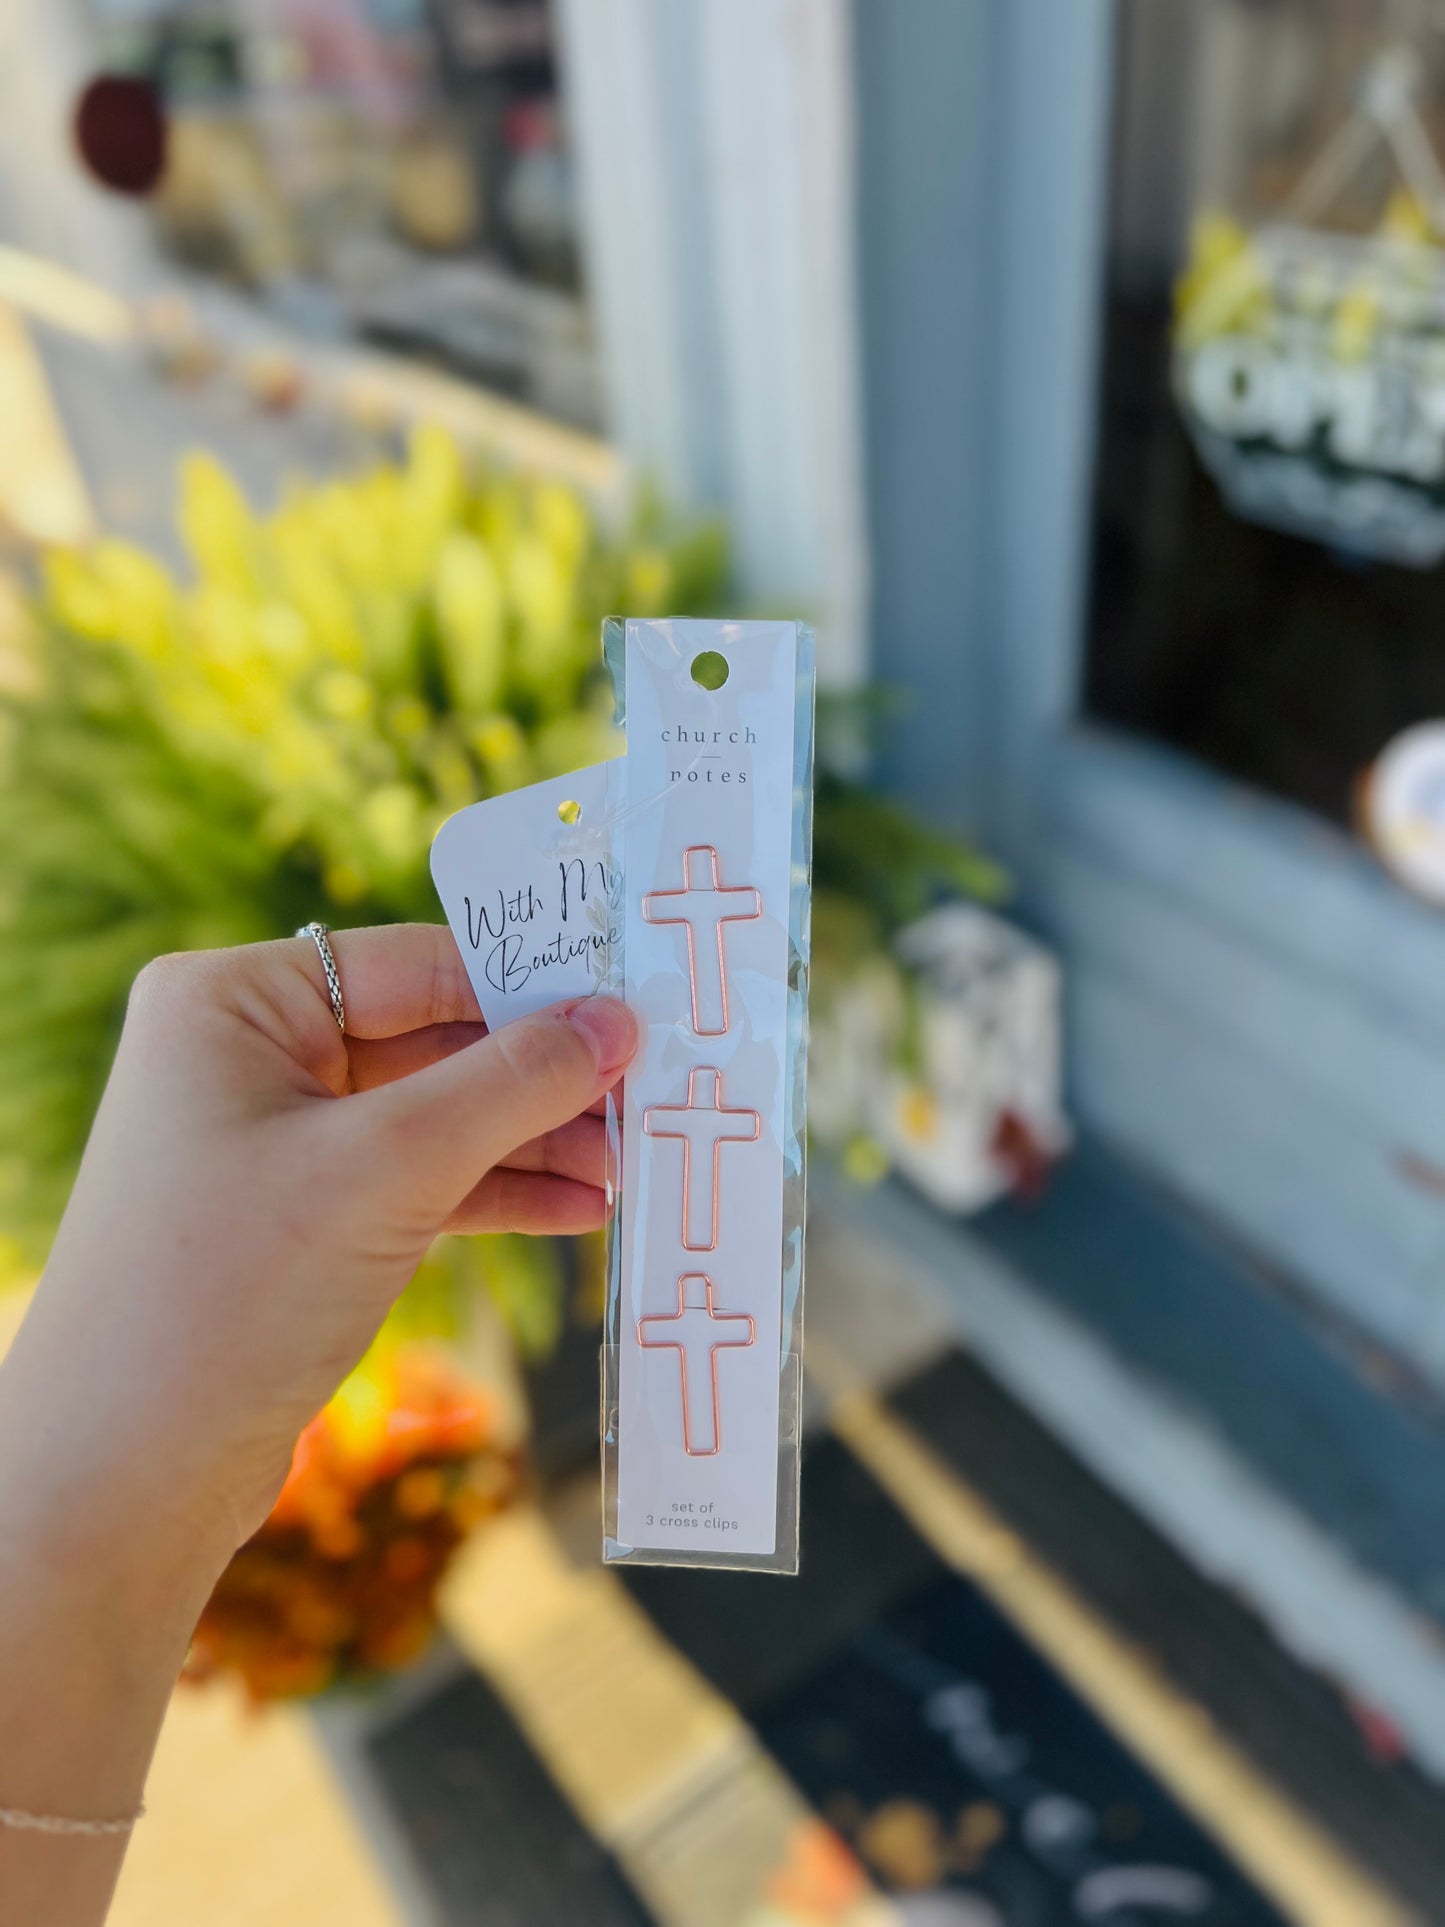 church
notes
With My
Boutique
set of
3 cross clips